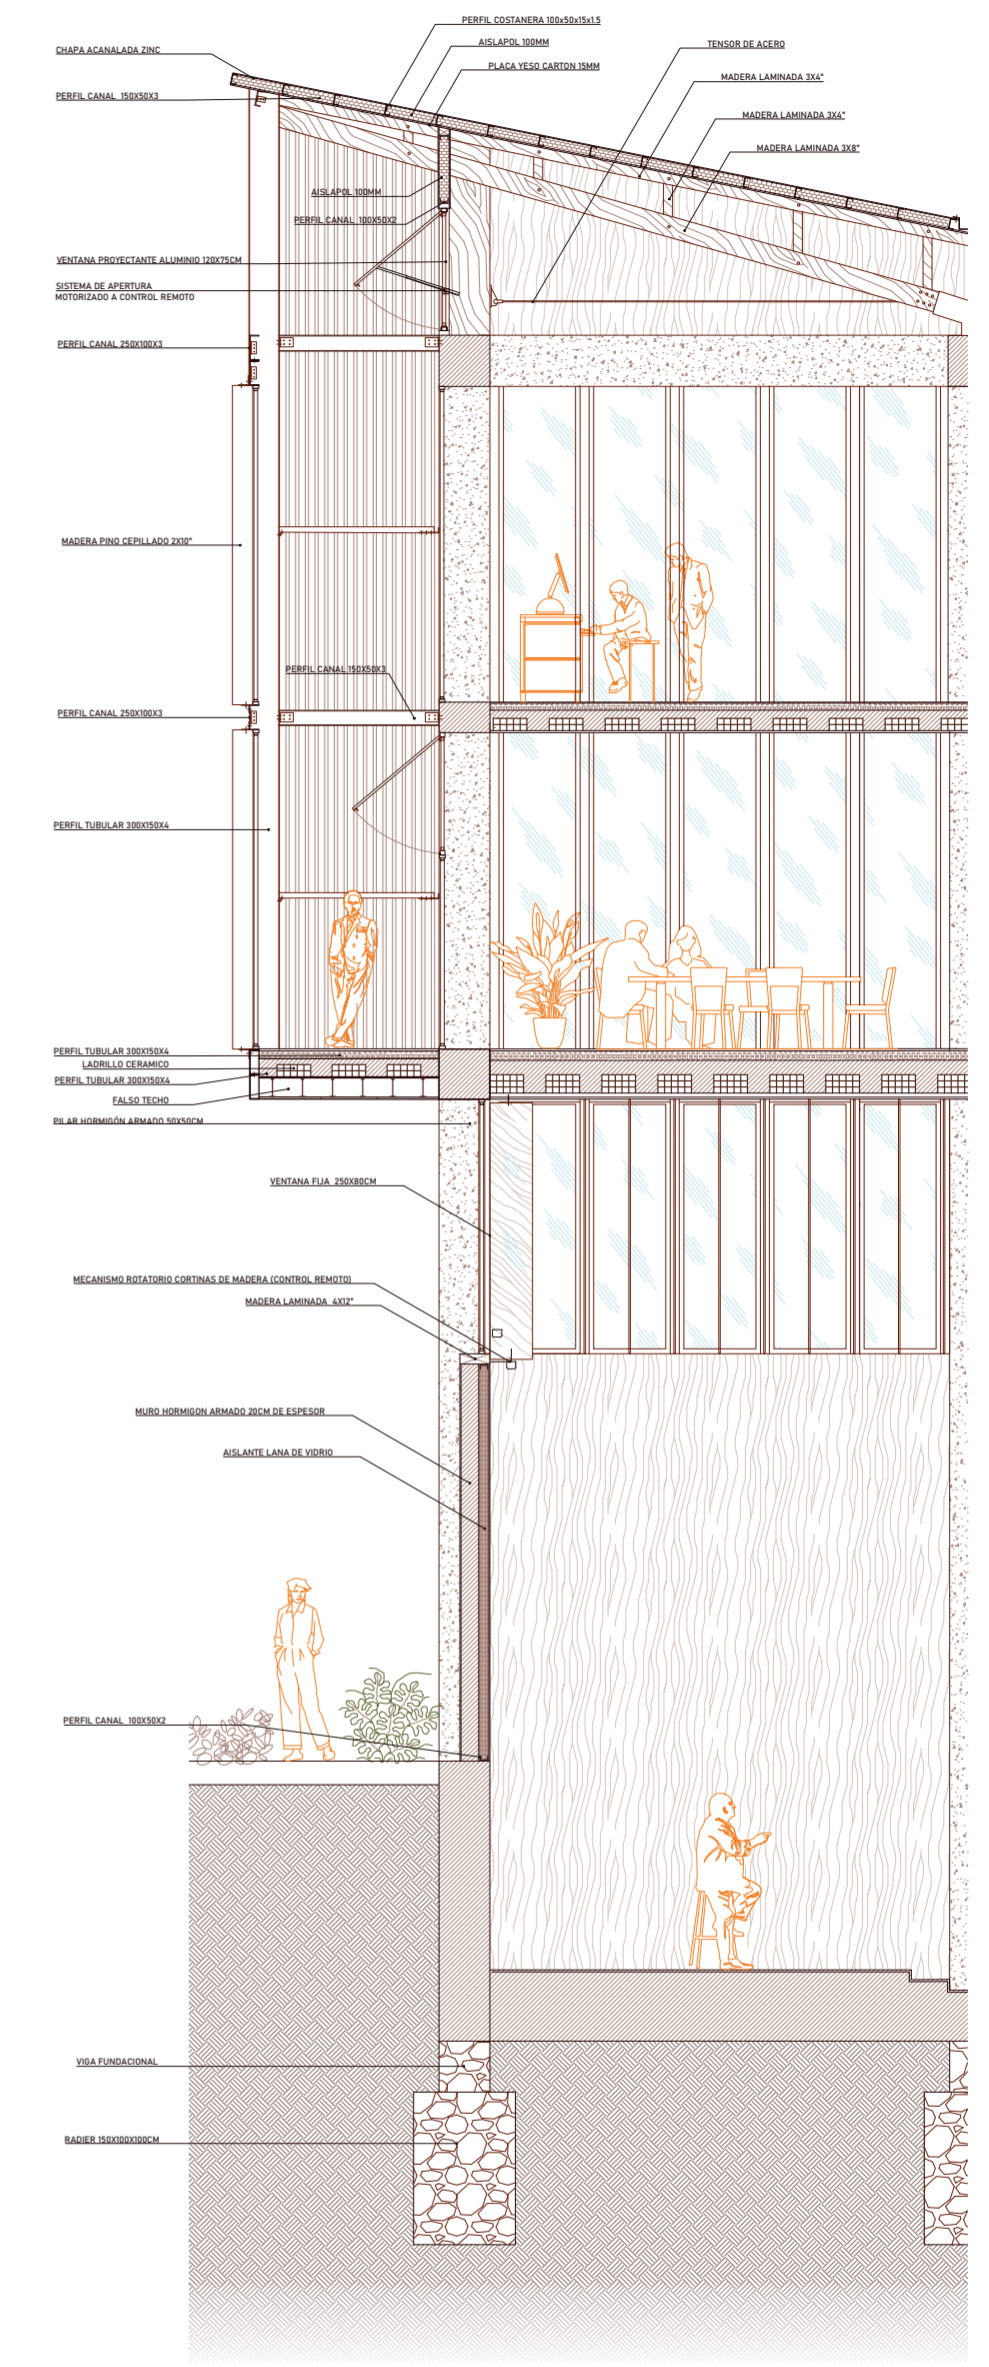 PERFIL COSTANERA 100x50x15x1.5
AISLAPOL 100MM
PLACA YESO CARTON 15MM
CHAPA ACANALADA ZINC
PERFIL CANAL 150X50X3
TENSOR DE ACERO
MADERA LAMINADA 3X4"
MADERA LAMINADA 3X4"
MADERA LAMINADA 3X8"
AISLAPOL 100MM
PERFIL CANAL 100X50X2
VENTANA PROYECTANTE ALUMINIO 120X75CM
SISTEMA DE APERTURA
MOTORIZADO A CONTROL REMOTO
PERFIL CANAL 250X100X3
MADERA PINO CEPILLADO 2X10"
PERFIL CANAL 150X50X3
PERFIL CANAL 250X100X3
PERFIL TUBULAR 300X150X4
PERFIL TUBULAR 300X150X4
LADRILLO CERAMICO
PERFIL TUBULAR 300X150X4
FALSO TECHO
PILAR HORMIGÓN ARMADO 50X50CM
VENTANA FIJA 250X80CM
MECANISMO ROTATORIO CORTINAS DE MADERA (CONTROL REMOTO)
MADERA LAMINADA 4X12"
MURO HORMIGON ARMADO 20CM DE ESPESOR
AISLANTE LANA DE VIDRIO
PERFIL CANAL 100X50X2
VIGA FUNDACIONAL
RADIER 150X100X100CM